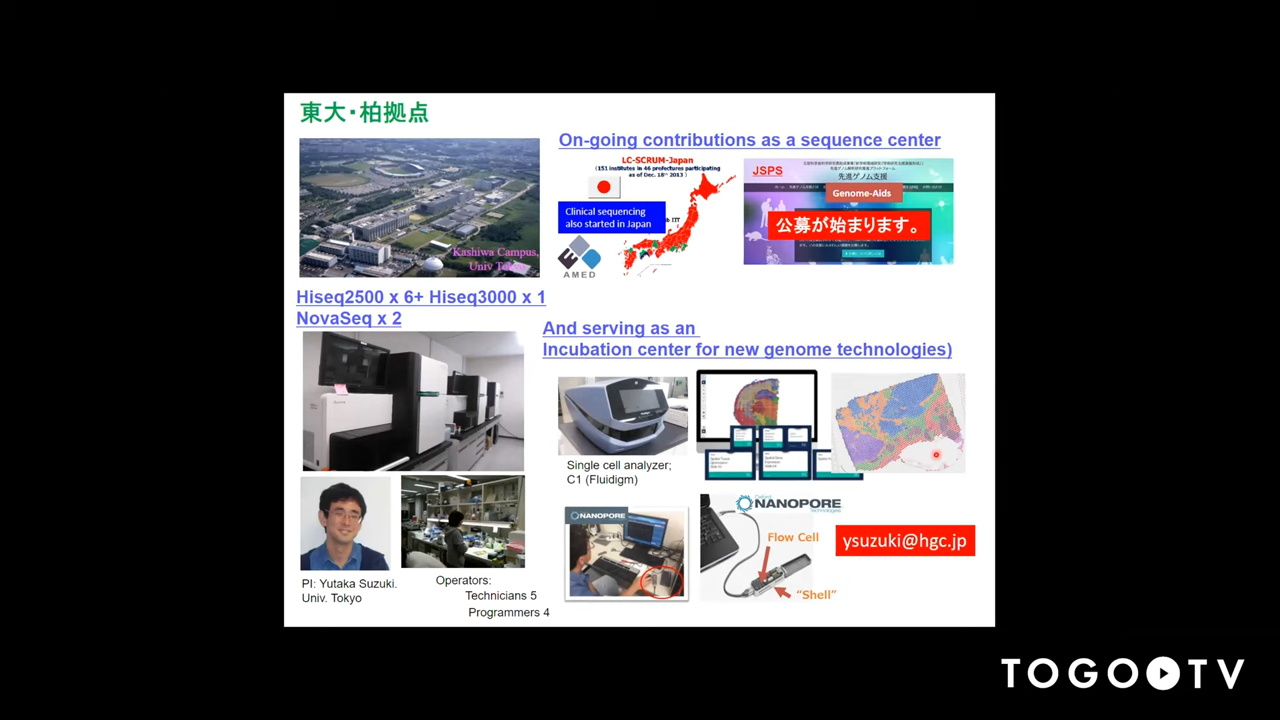 東大・柏拠点
Kashiwa Campus,
Univ Tokyo
On-going contributions as a sequence center
LC-SCRUM-Japan
(151 institutes in 46 prefectures participating
as of Dec. 18th 2013 )
Clinical sequencing
also started in Japan
AMED
JSPS
先進ゲノム支援
Genome-Aids
公募が始まります。
Hiseq2500 x 6+ Hiseq3000 x 1
NovaSeq x 2
And serving as an
Incubation center for new genome technologies)
Single cell analyzer;
C1 (Fluidigm)
PI: Yutaka Suzuki.
Univ. Tokyo
Operators:
Technicians 5
Programmers 4
NANOPORE
Oxford
NANOPORE
Technologies
Flow Cell
“Shell”
ysuzuki@hgc.jp
TOGO TV